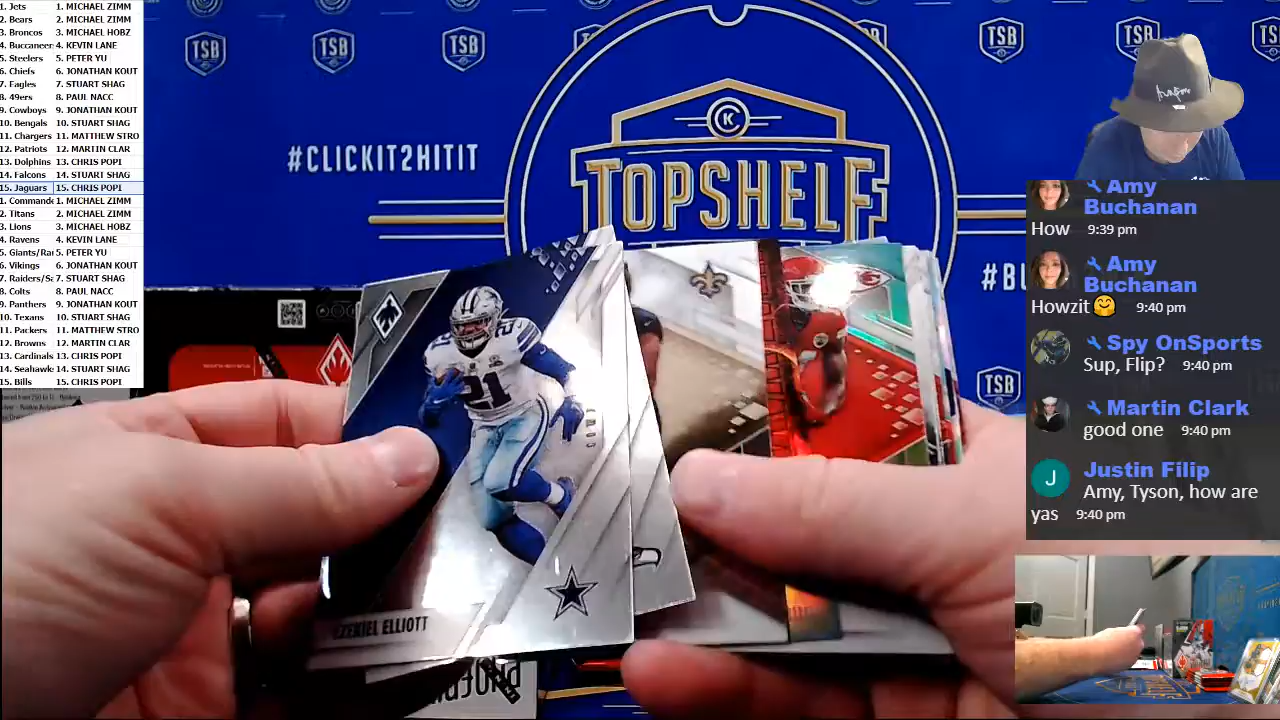 1. Jets 1. MICHAEL ZIMM
2. Bears 2. MICHAEL ZIMM
3. Broncos 3. MICHAEL HOBZ
4. Buccaneer 4. KEVIN LANE
5. Steelers 5. PETER YU
6. Chiefs 6. JONATHAN KOUT
7. Eagles 7. STUART SHAG
8. 49ers 8. PAUL NACC
9. Cowboys 9. JONATHAN KOUT
10. Bengals 10. STUART SHAG
11. Chargers 11. MATTHEW STRO
12. Patriots 12. MARTIN CLAR
13. Dolphins 13. CHRIS POPI
14. Falcons 14. STUART SHAG
15. Jaguars 15. CHRIS POPI
1. Command 1. MICHAEL ZIMM
2. Titans 2. MICHAEL ZIMM
3. Lions 3. MICHAEL HOBZ
4. Ravens 4. KEVIN LANE
5. Giants/Ra 5. PETER YU
6. Vikings 6. JONATHAN KOUT
7. Raiders/S 7. STUART SHAG
8. Colts 8. PAUL NACC
9. Panthers 9. JONATHAN KOUT
10. Texans 10. STUART SHAG
11. Packers 11. MATTHEW STRO
12. Browns 12. MARTIN CLAR
13. Cardinals 13. CHRIS POPI
14. Seahawk 14. STUART SHAG
15. Bills 15. CHRIS POPI
TSB TSB TSB TSB TSB
#CLICKIT2HITIT
CK
TOPSHELF
#BU
TSB
21
EZEKIEL ELLIOTT
Amy Buchanan
How 9:39 pm
Amy Buchanan
Howzit 9:40 pm
Spy OnSports
Sup, Flip? 9:40 pm
Martin Clark
good one 9:40 pm
J Justin Filip
Amy, Tyson, how are
yas 9:40 pm